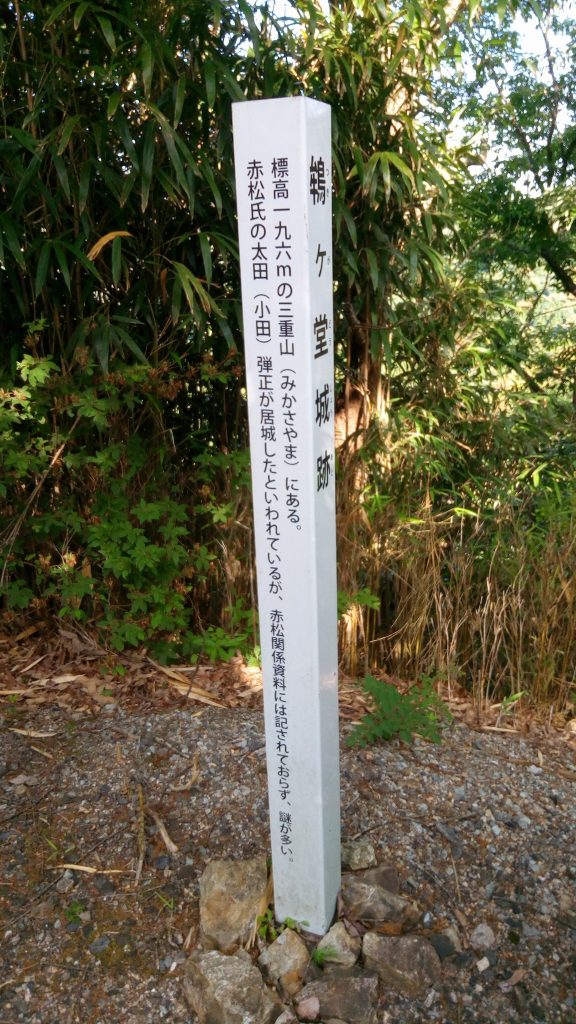 鵯ヶ堂城跡
標高一九六mの三重山（みかさやま）にある。
赤松氏の太田（小田）弾正が居城したといわれているが、赤松関係資料には記されておらず、謎が多い。